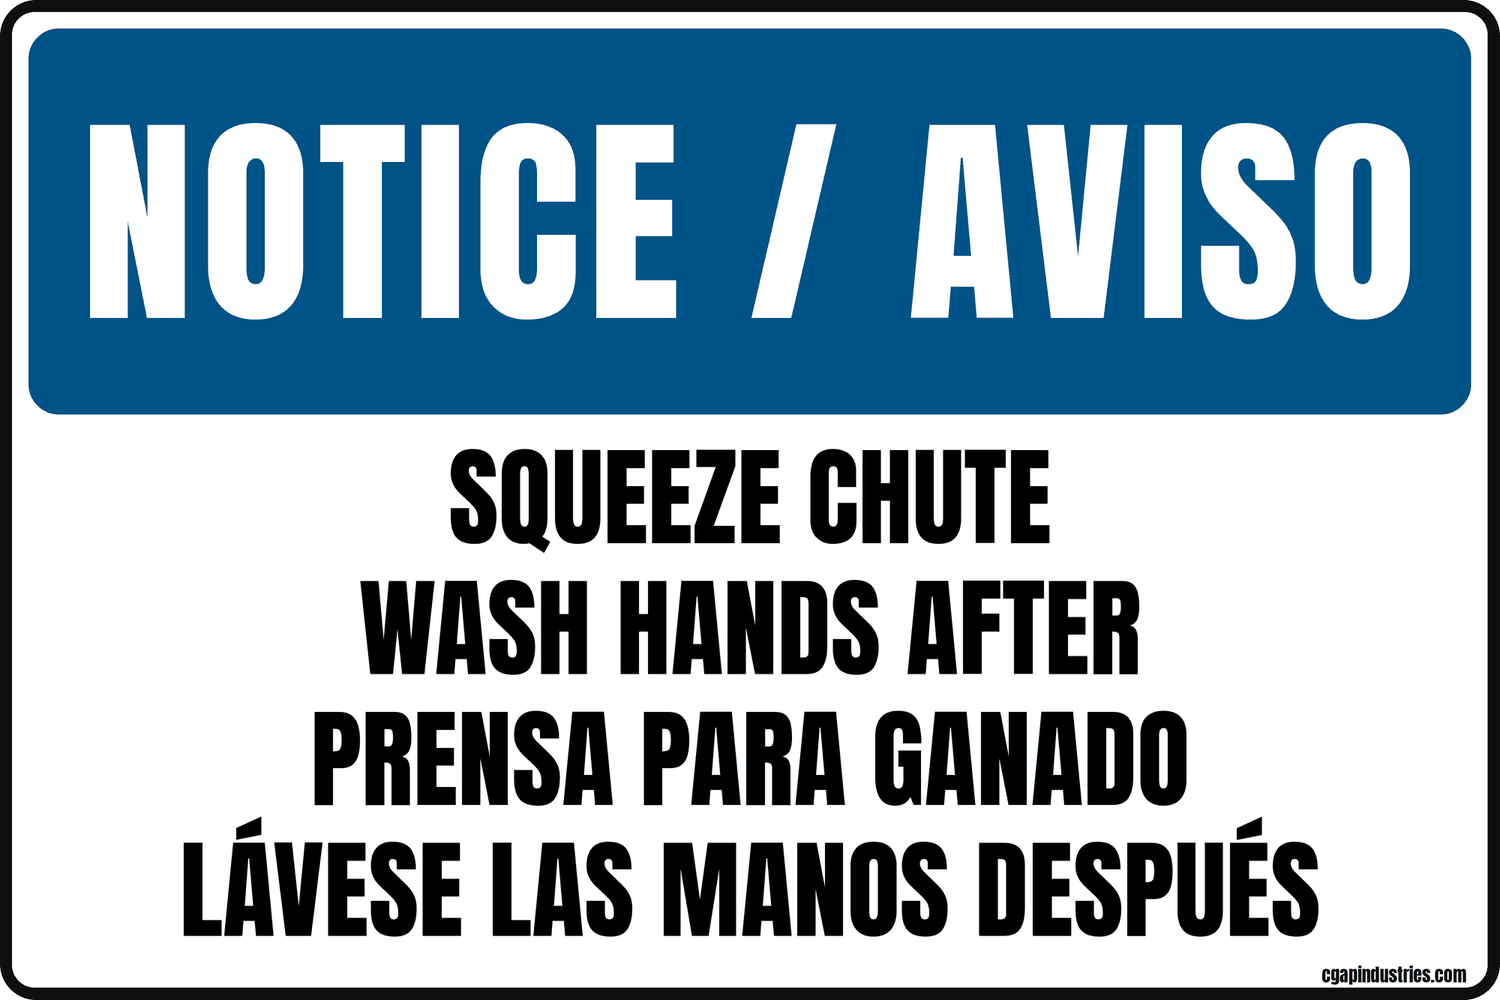 NOTICE / AVISO
SQUEEZE CHUTE
WASH HANDS AFTER
PRENSA PARA GANADO
LÁVESE LAS MANOS DESPUÉS
cgapindustries.com